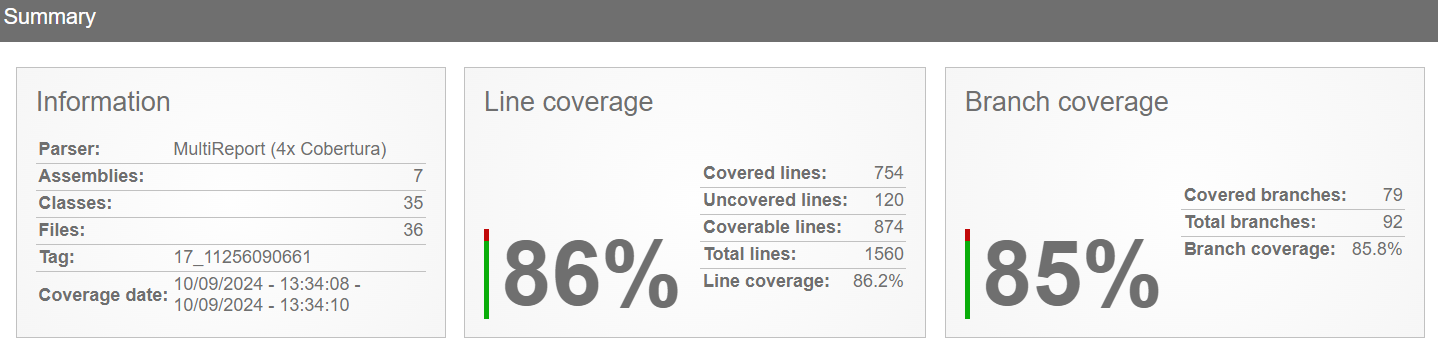 Summary
Information
Parser: MultiReport (4x Cobertura)
Assemblies: 7
Classes: 35
Files: 36
Tag: 17_11256090661
Coverage date: 10/09/2024 - 13:34:08 -
10/09/2024 - 13:34:10
Line coverage
86%
Covered lines: 754
Uncovered lines: 120
Coverable lines: 874
Total lines: 1560
Line coverage: 86.2%
Branch coverage
85%
Covered branches: 79
Total branches: 92
Branch coverage: 85.8%